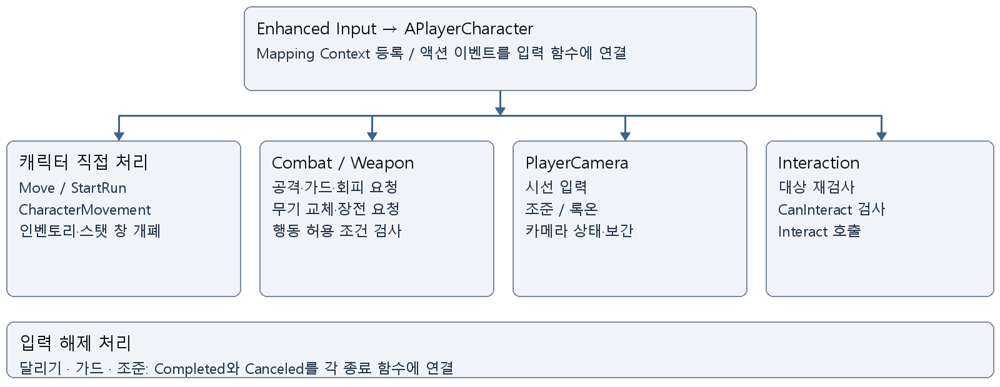 Enhanced Input → APlayerCharacter
Mapping Context 등록 / 액션 이벤트를 입력 함수에 연결
캐릭터 직접 처리
Move / StartRun
CharacterMovement
인벤토리·스탯 창 개폐
Combat / Weapon
공격·가드·회피 요청
무기 교체·장전 요청
행동 허용 조건 검사
PlayerCamera
시선 입력
조준 / 록온
카메라 상태·보간
Interaction
대상 재검사
CanInteract 검사
Interact 호출
입력 해제 처리
달리기 · 가드 · 조준: Completed와 Canceled를 각 종료 함수에 연결